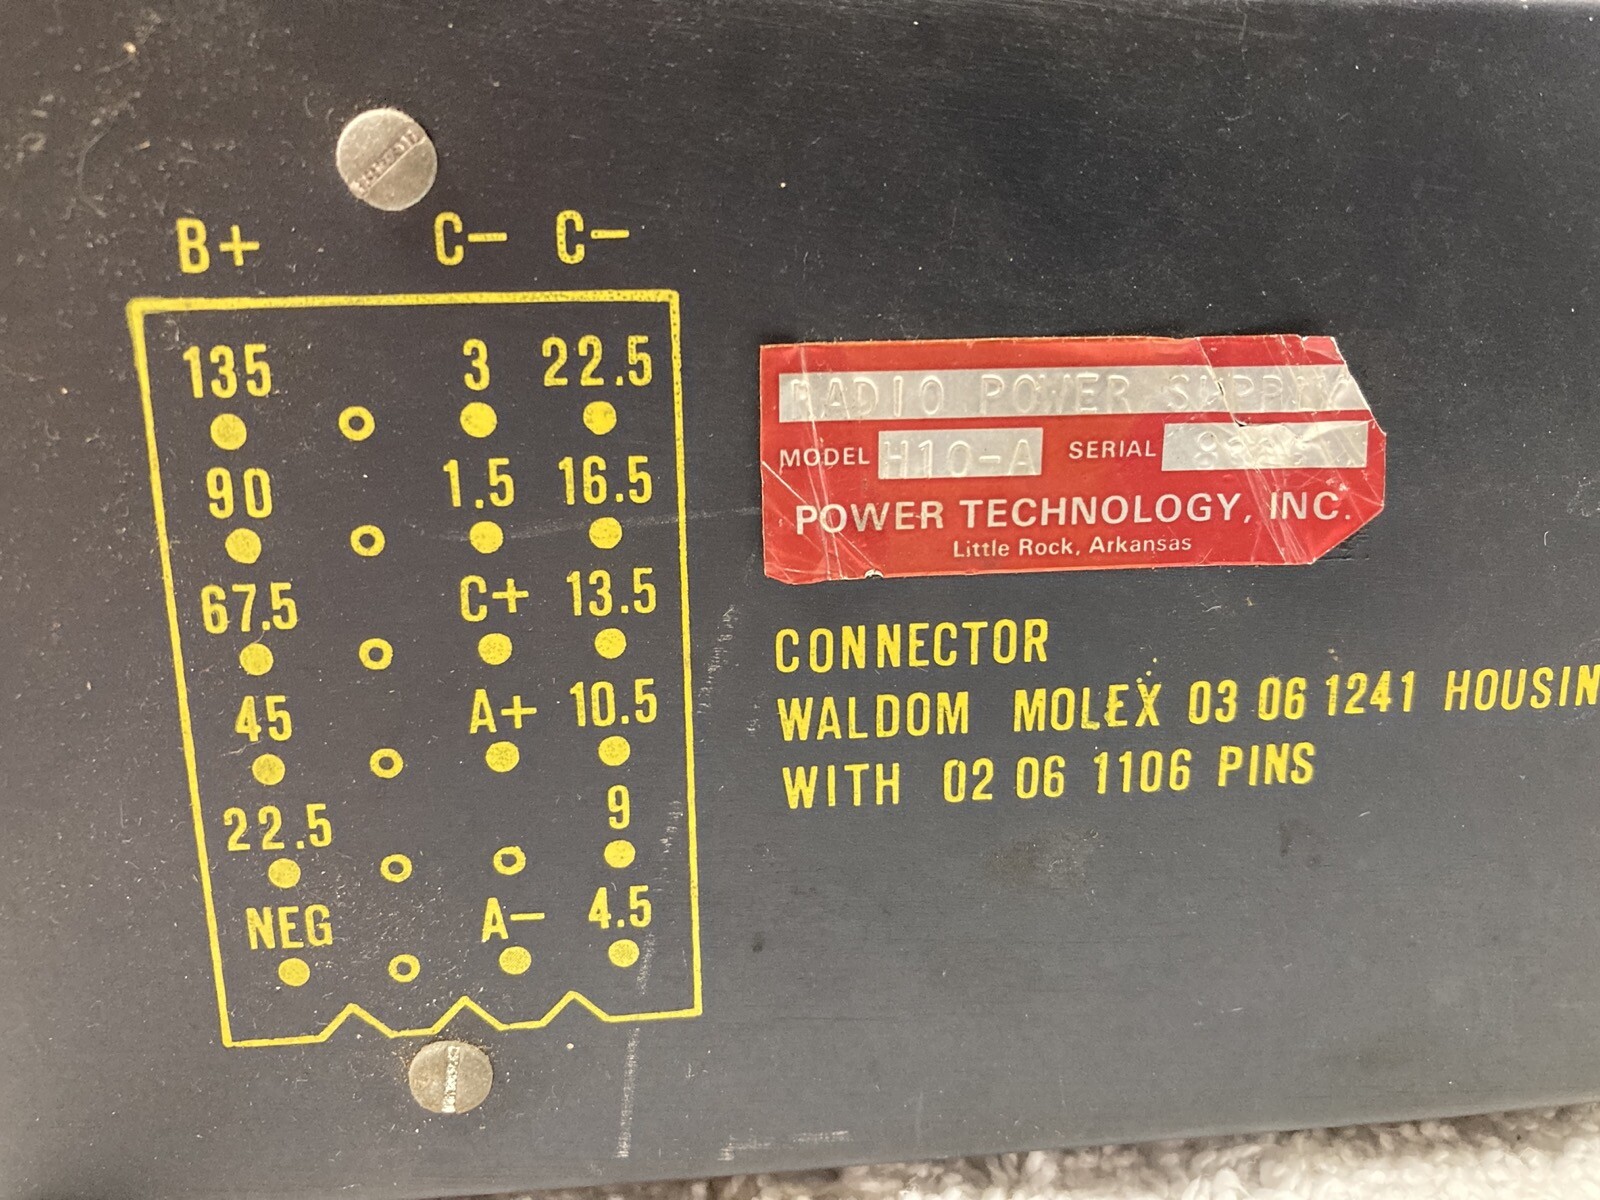 B+ C- C-
135 3 22.5
90 1.5 16.5
67.5 C+ 13.5
45 A+ 10.5
22.5 9
NEG A- 4.5
RADIO POWER SUPPLY
MODEL H10-A SERIAL
POWER TECHNOLOGY, INC.
Little Rock, Arkansas
CONNECTOR
WALDOM MOLEX 03 06 1241 HOUSIN
WITH 02 06 1106 PINS